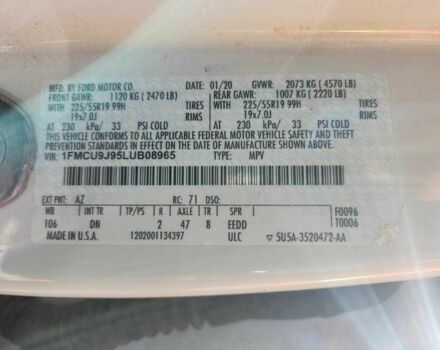 MFD. BY FORD MOTOR CO. DATE: 01/20 GVWR: 2073 KG ( 4570 LB)
FRONT GAWR: 1120 KG ( 2470 LB) REAR GAWR: 1007 KG ( 2220 LB)
WITH 225/55R19 99H TIRES WITH 225/55R19 99H TIRES
19x7.0J RIMS 19x7.0J RIMS
AT 230 kPa/ 33 PSI COLD AT 230 kPa/ 33 PSI COLD
THIS VEHICLE CONFORMS TO ALL APPLICABLE FEDERAL MOTOR VEHICLE SAFETY, BUMPER, AND THEFT
PREVENTION STANDARDS IN EFFECT ON THE DATE OF MANUFACTURE SHOWN ABOVE.
VIN: 1FMCU9J95LUB08965 TYPE: MPV
EXT PNT: AZ RC: 71 DSO:
WB INT TR TP/PS R AXLE TR SPR F0096
106 DN 2 47 8 EEDD T0006
MADE IN U.S.A. 1202001134397 ULC ▽ 5U5A-3520472-AA